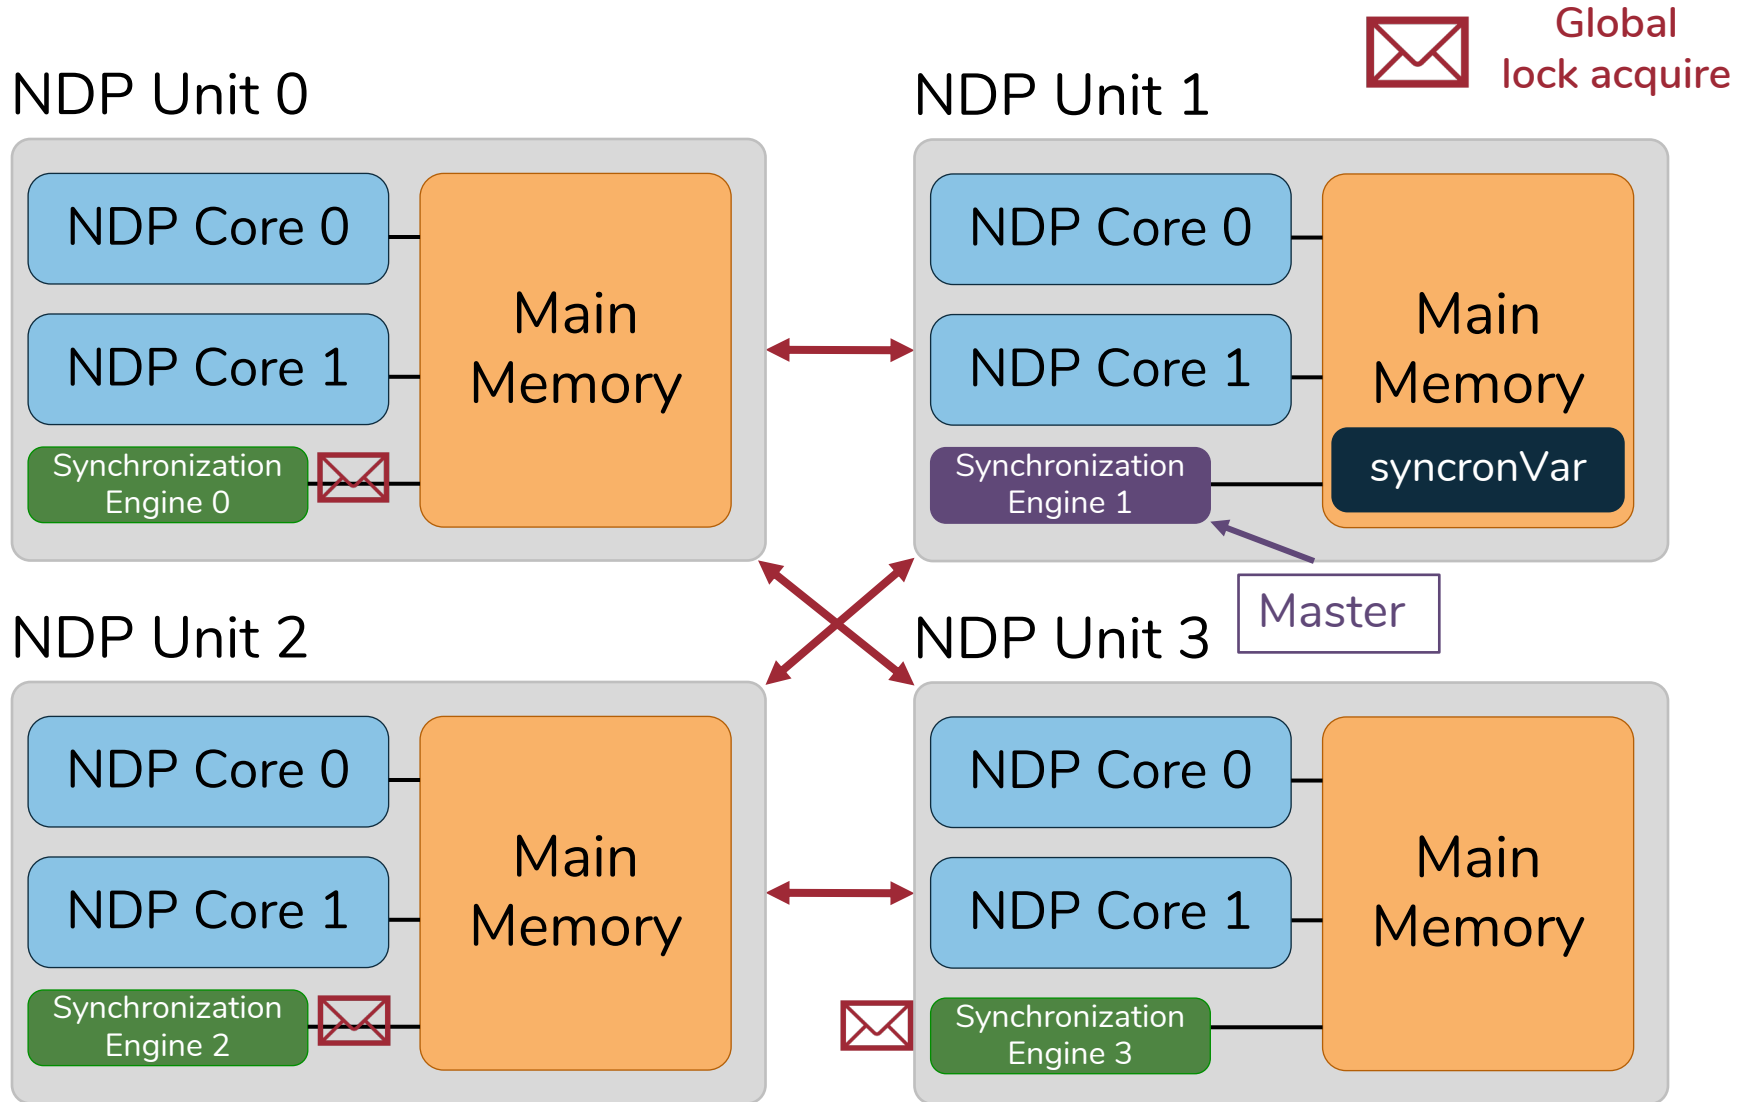 Global
lock acquire
NDP Unit 0
NDP Core 0
NDP Core 1
Synchronization
Engine 0
Main
Memory
NDP Unit 1
NDP Core 0
NDP Core 1
Synchronization
Engine 1
Main
Memory
syncronVar
Master
NDP Unit 2
NDP Core 0
NDP Core 1
Synchronization
Engine 2
Main
Memory
NDP Unit 3
NDP Core 0
NDP Core 1
Synchronization
Engine 3
Main
Memory